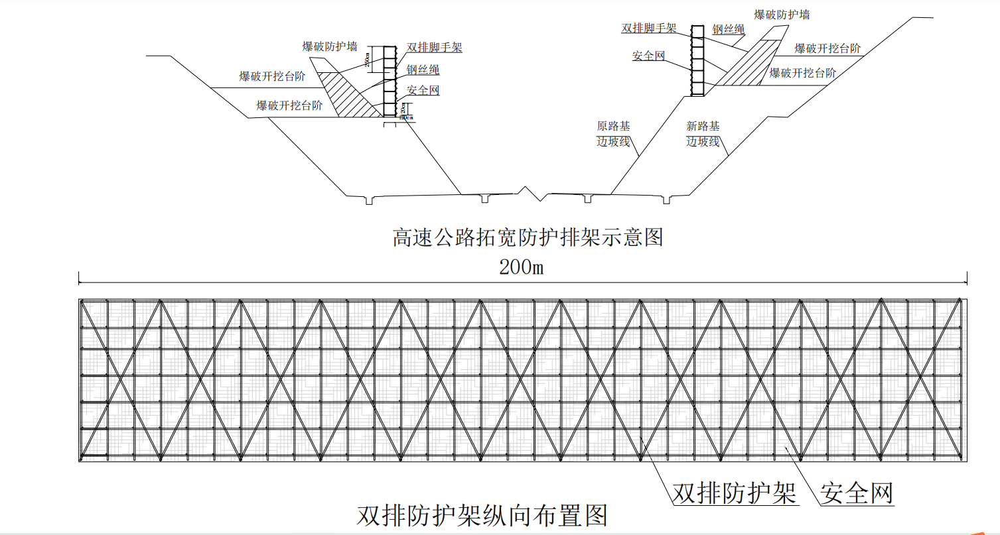 爆破防护墙
双排脚手架
钢丝绳
爆破防护墙
双排脚手架
250cm
安全网
爆破开挖台阶
爆破开挖台阶
钢丝绳
爆破开挖台阶
安全网
爆破开挖台阶
原路基
边坡线
新路基
边坡线
高速公路拓宽防护排架示意图
200m
双排防护架
安全网
双排防护架纵向布置图